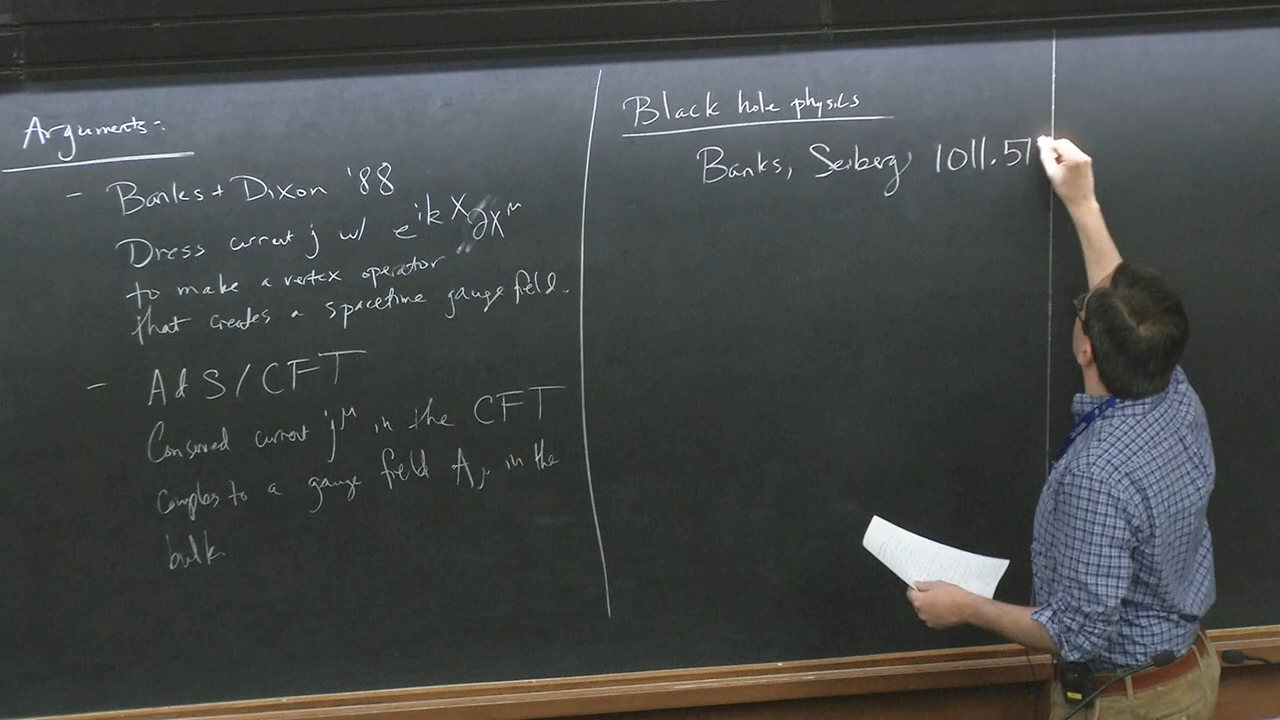 Arguments:
- Banks + Dixon '88
Dress current j w/ e^{ikX}∂X^μ
to make a vertex operator
that creates a spacetime gauge field.
- AdS/CFT
Conserved current j^μ in the CFT
couples to a gauge field A_μ in the
bulk
Black hole physics
Banks, Seiberg 1011.51